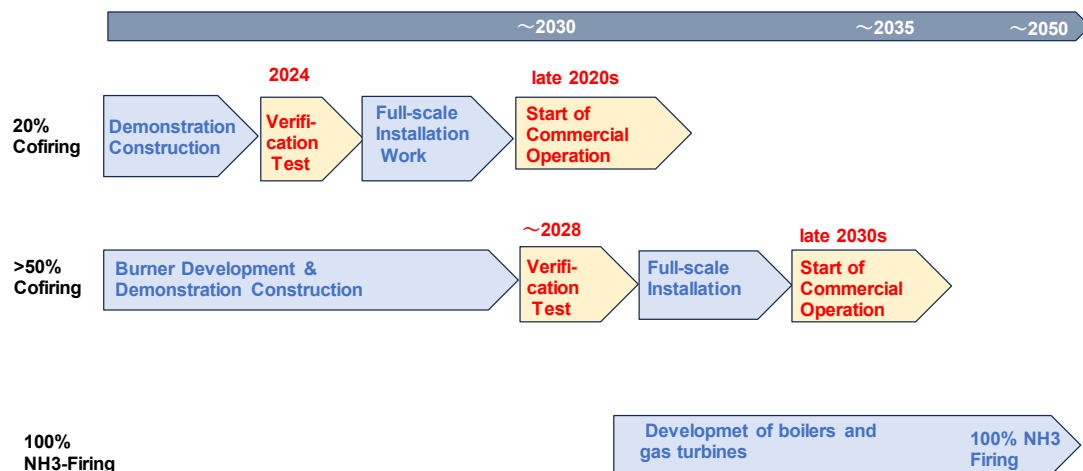 ～2030
～2035
～2050
2024
late 2020s
20%
Cofiring
Demonstration
Construction
Verifi-
cation
Test
Full-scale
Installation
Work
Start of
Commercial
Operation
～2028
late 2030s
>50%
Cofiring
Burner Development &
Demonstration Construction
Verifi-
cation
Test
Full-scale
Installation
Start of
Commercial
Operation
100%
NH3-Firing
Developmet of boilers and
gas turbines
100% NH3
Firing